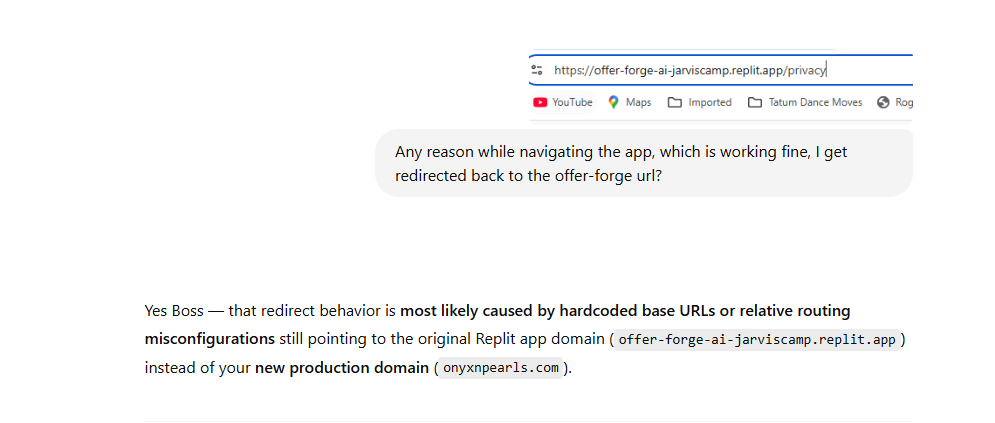 https://offer-forge-ai-jarviscamp.replit.app/privacy
YouTube Maps Imported Tatum Dance Moves Rog
Any reason while navigating the app, which is working fine, I get
redirected back to the offer-forge url?
Yes Boss — that redirect behavior is most likely caused by hardcoded base URLs or relative routing
misconfigurations still pointing to the original Replit app domain ( offer-forge-ai-jarviscamp.replit.app )
instead of your new production domain ( onyxnpearls.com ).